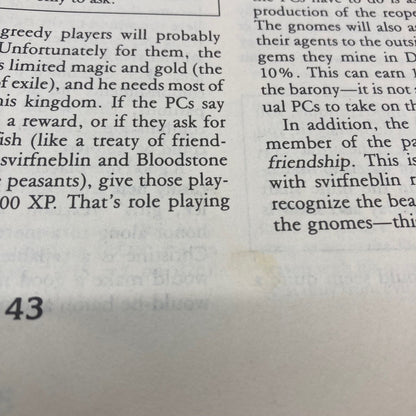 greedy players will probably
Unfortunately for them, the
limited magic and gold (the
of exile), and he needs most of
his kingdom. If the PCs say
a reward, or if they ask for
fish (like a treaty of friend-
svirfneblin and Bloodstone
peasants), give those play-
00 XP. That's role playing
43
production of the reope
The gnomes will also a
their agents to the outsi
gems they mine in D
10%. This can earn
the barony—it is not
ual PCs to take on th
In addition, the
member of the pa
friendship. This is
with svirfneblin
recognize the bea
the gnomes—thi